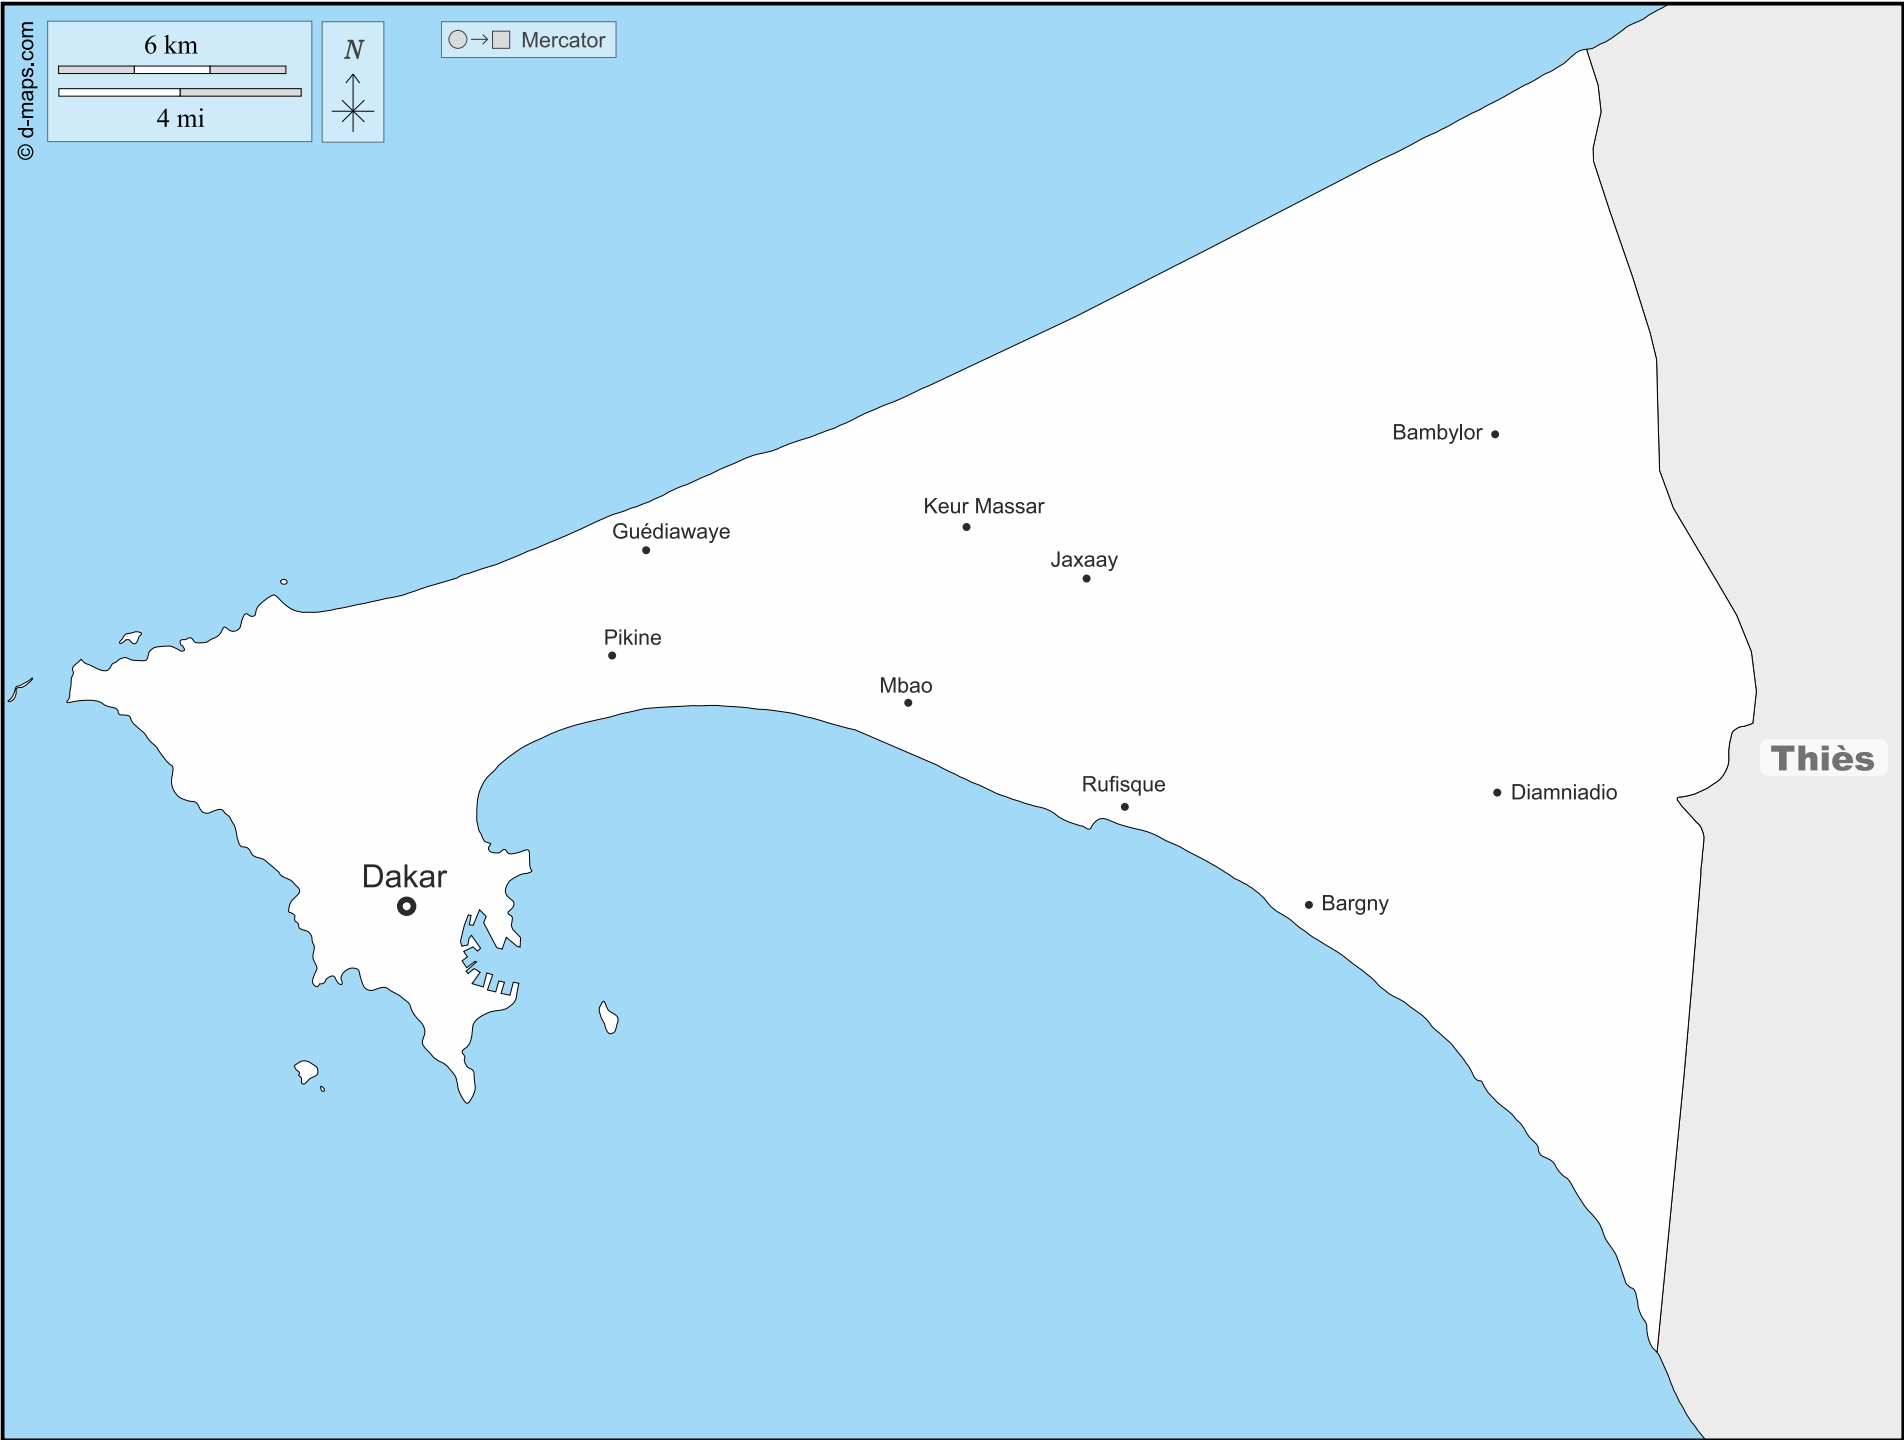 © d-maps.com
6 km
4 mi
N
Mercator
Bambylor
Keur Massar
Guédiawaye
Jaxaay
Pikine
Mbao
Thiès
Rufisque
Diamniadio
Dakar
Bargny